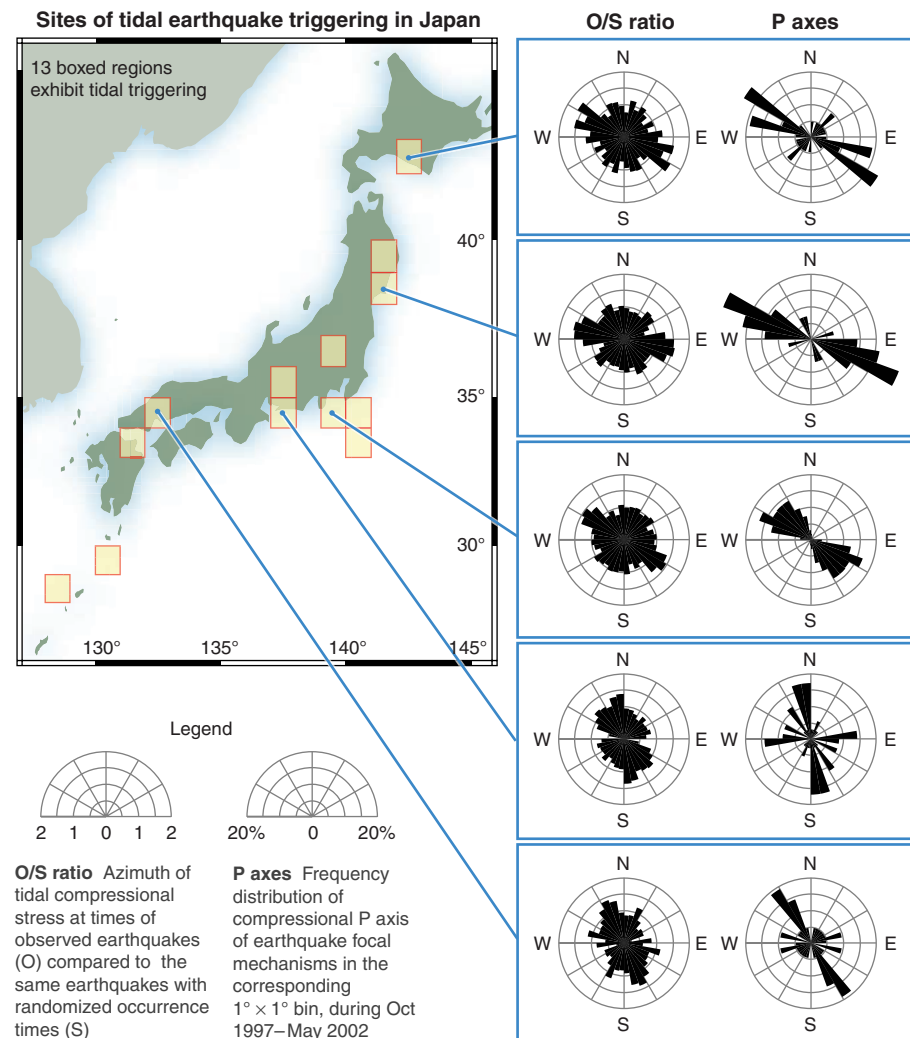 Sites of tidal earthquake triggering in Japan
13 boxed regions
exhibit tidal triggering
40°
35°
30°
130°
135°
140°
145°
O/S ratio
P axes
N
W
E
S
N
W
E
S
N
W
E
S
N
W
E
S
N
W
E
S
N
W
E
S
N
W
E
S
N
W
E
S
N
W
E
S
N
W
E
S
Legend
2 1 0 1 2
20% 0 20%
O/S ratio Azimuth of
tidal compressional
stress at times of
observed earthquakes
(O) compared to the
same earthquakes with
randomized occurrence
times (S)
P axes Frequency
distribution of
compressional P axis
of earthquake focal
mechanisms in the
corresponding
1° × 1° bin, during Oct
1997–May 2002